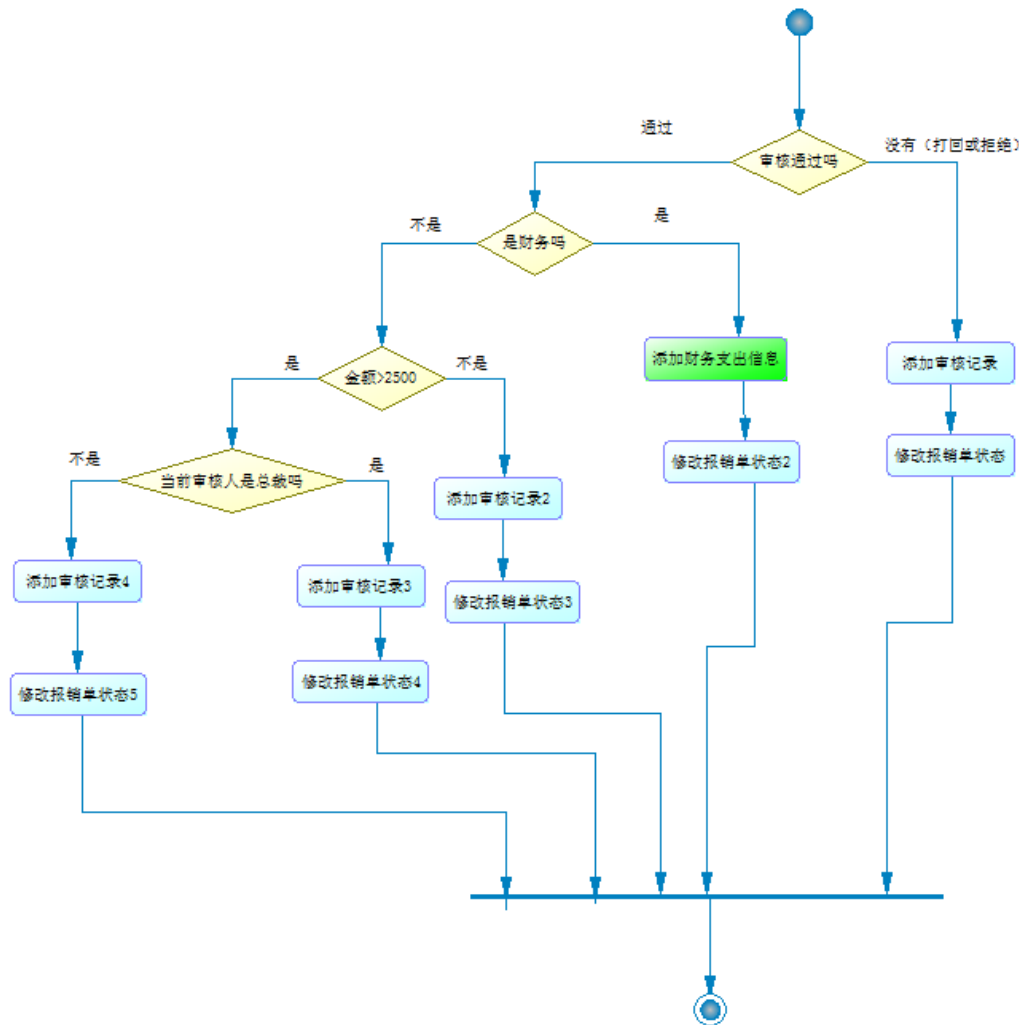 通过
审核通过吗
没有（打回或拒绝）
不是
是财务吗
是
是
金额>2500
不是
添加财务支出信息
添加审核记录
不是
当前审核人是总裁吗
是
添加审核记录2
修改报销单状态2
修改报销单状态
添加审核记录4
添加审核记录3
修改报销单状态3
修改报销单状态5
修改报销单状态4